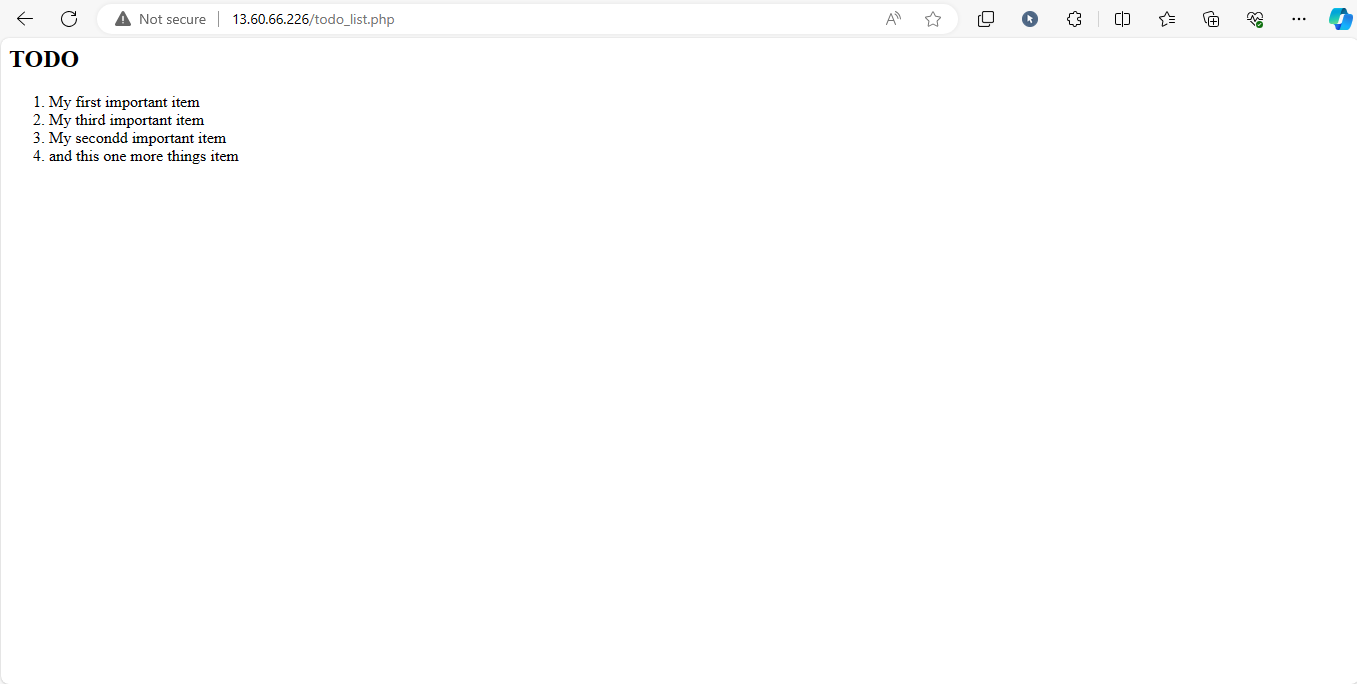 Not secure 13.60.66.226/todo_list.php
TODO
1. My first important item
2. My third important item
3. My secondd important item
4. and this one more things item